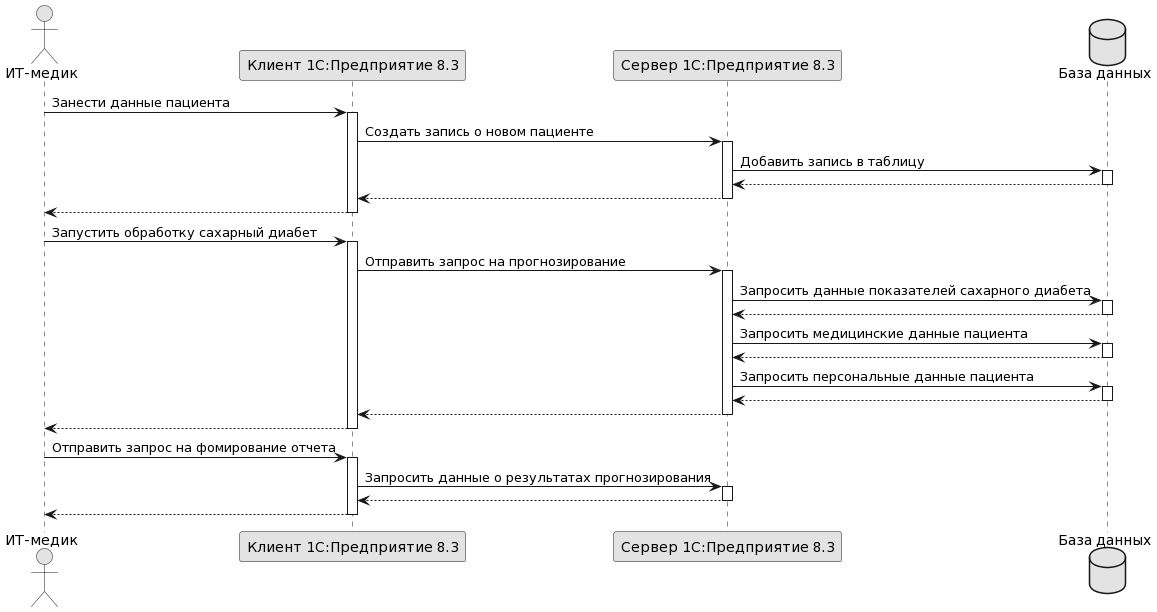 ИТ-медик
Клиент 1С:Предприятие 8.3
Сервер 1С:Предприятие 8.3
База данных
Занести данные пациента
Создать запись о новом пациенте
Добавить запись в таблицу
Запустить обработку сахарный диабет
Отправить запрос на прогнозирование
Запросить данные показателей сахарного диабета
Запросить медицинские данные пациента
Запросить персональные данные пациента
Отправить запрос на фомирование отчета
Запросить данные о результатах прогнозирования
ИТ-медик
Клиент 1С:Предприятие 8.3
Сервер 1С:Предприятие 8.3
База данных